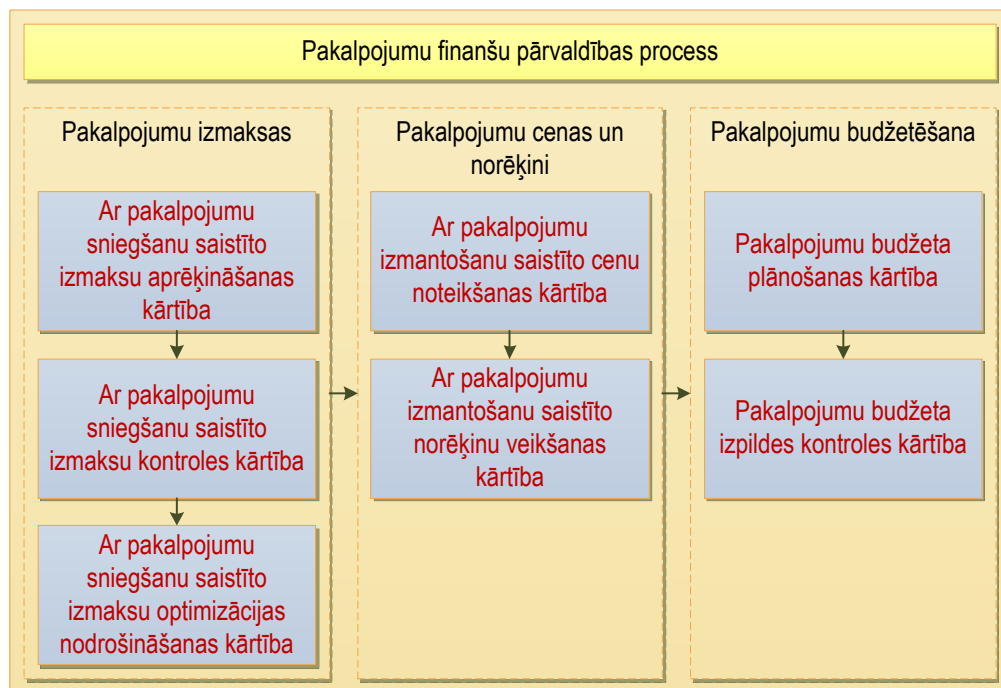 Pakalpojumu finanšu pārvaldības process
Pakalpojumu izmaksas
Ar pakalpojumu
sniegšanu saistīto
izmaksu aprēķināšanas
kārtība
Ar pakalpojumu
sniegšanu saistīto
izmaksu kontroles kārtība
Ar pakalpojumu
sniegšanu saistīto
izmaksu optimizācijas
nodrošināšanas kārtība
Pakalpojumu cenas un
norēķini
Ar pakalpojumu
izmantošanu saistīto cenu
noteikšanas kārtība
Ar pakalpojumu
izmantošanu saistīto
norēķinu veikšanas
kārtība
Pakalpojumu budžetēšana
Pakalpojumu budžeta
plānošanas kārtība
Pakalpojumu budžeta
izpildes kontroles kārtība